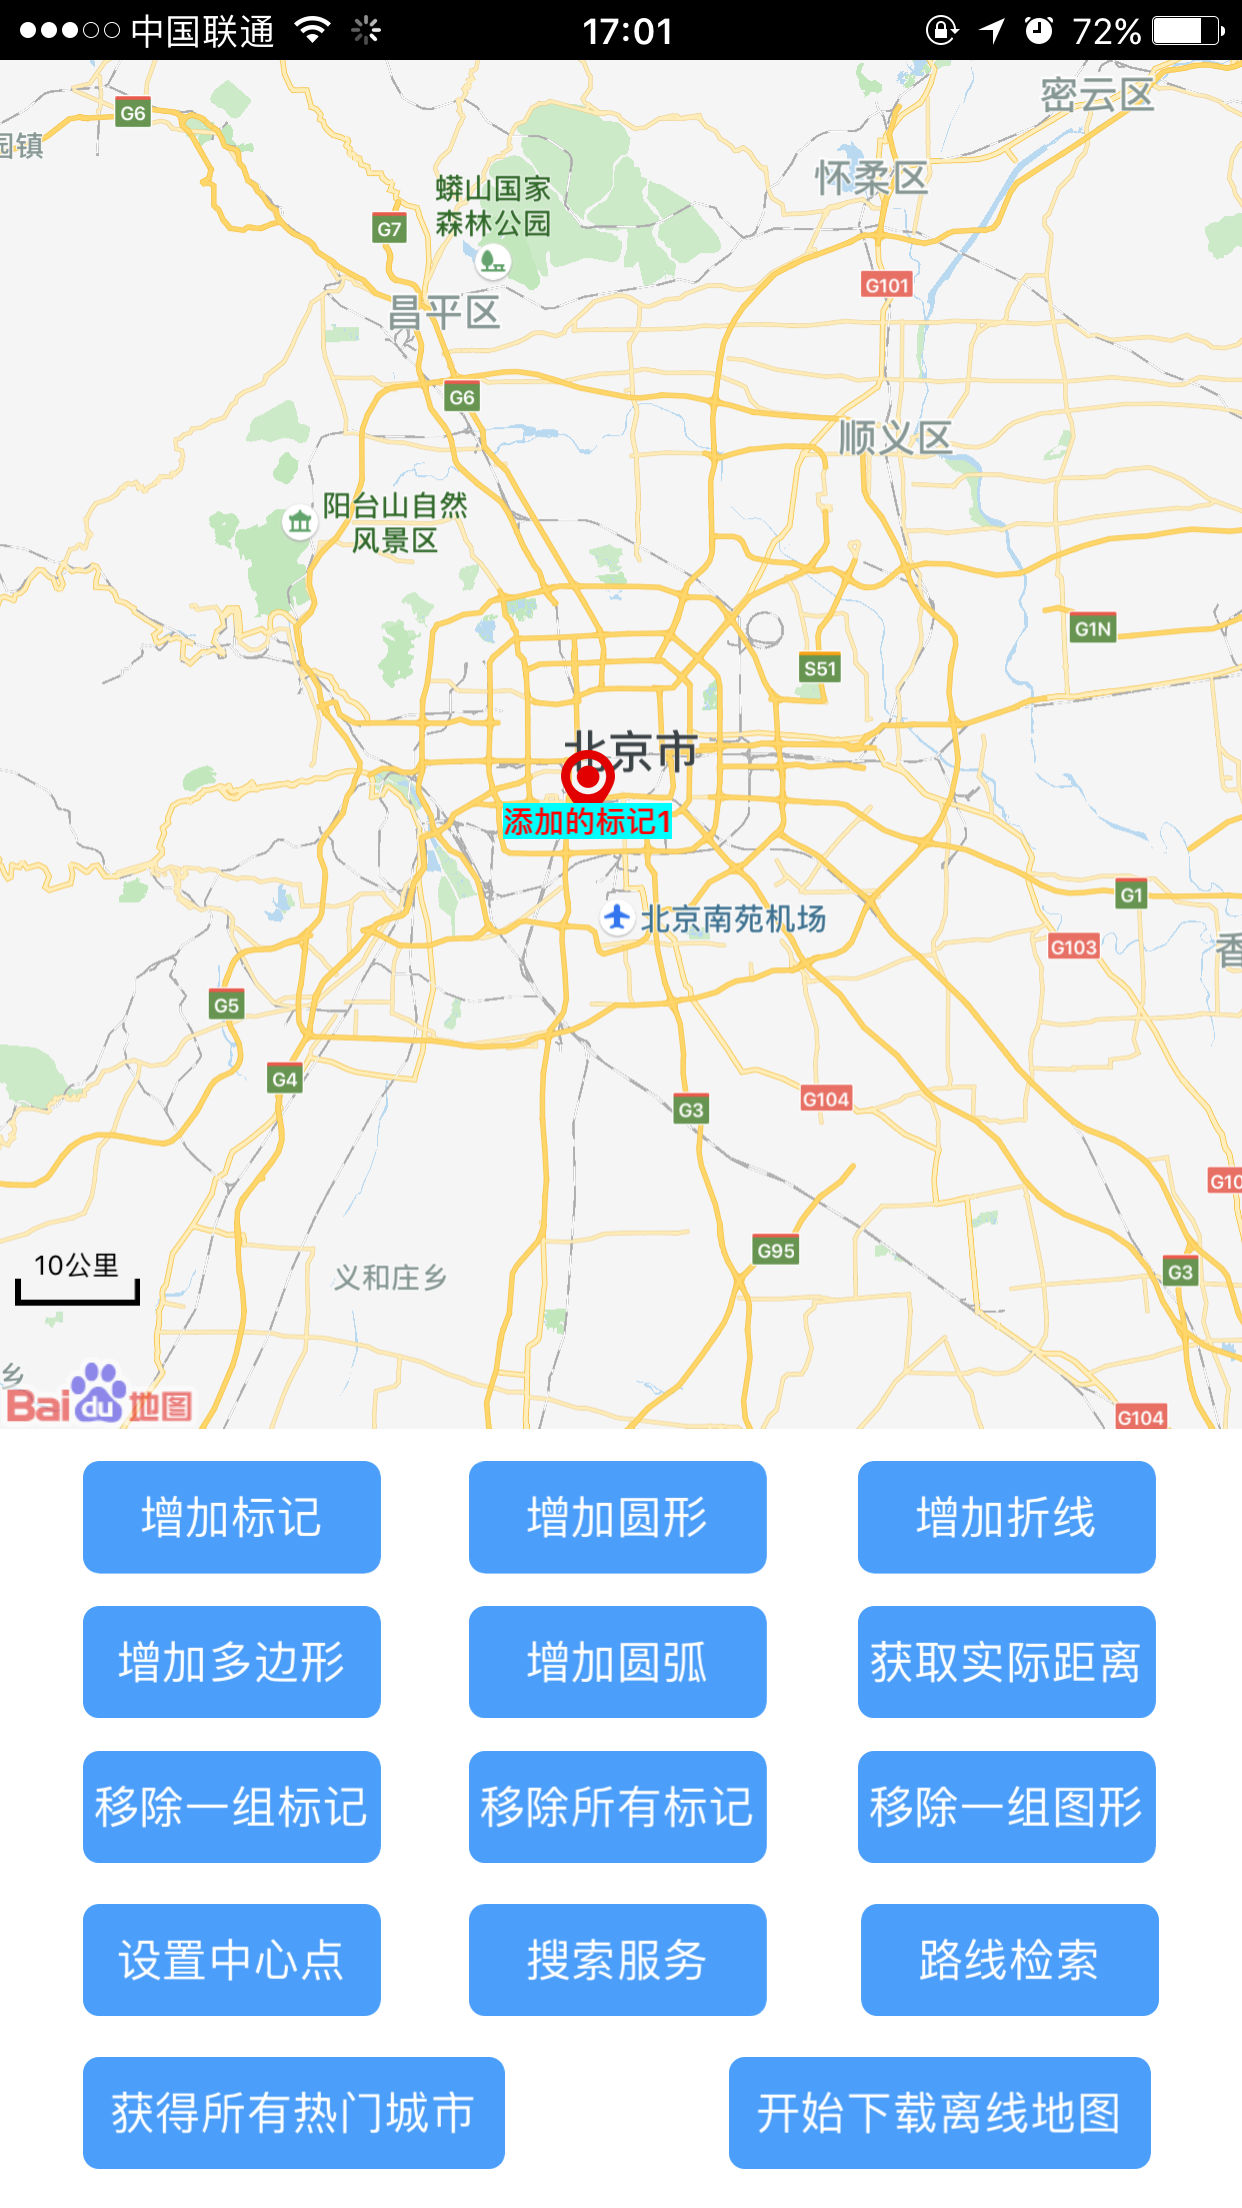 中国联通
17:01
72%
密云区
G6
园镇
怀柔区
蟒山国家
森林公园
G7
G101
昌平区
G6
顺义区
阳台山自然
风景区
G1N
S51
北京市
添加的标记1
G1
北京南苑机场
G103
香
G5
G4
G3
G104
G10
G95
10公里
义和庄乡
G3
乡
Bai du 地图
G104
增加标记
增加圆形
增加折线
增加多边形
增加圆弧
获取实际距离
移除一组标记
移除所有标记
移除一组图形
设置中心点
搜索服务
路线检索
获得所有热门城市
开始下载离线地图